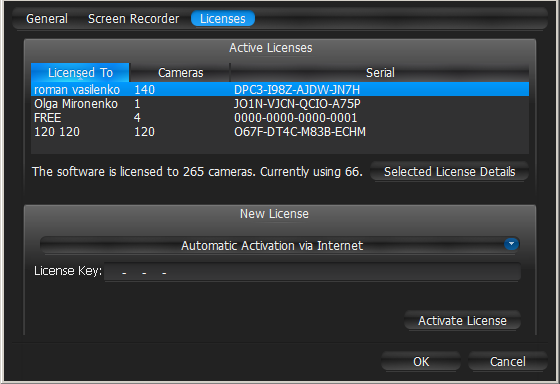 General Screen Recorder Licenses
Active Licenses
Licensed To Cameras Serial
roman vasilenko 140 DPC3-I98Z-AJDW-JN7H
Olga Mironenko 1 JO1N-VJCN-QCIO-A75P
FREE 4 0000-0000-0000-0001
120 120 120 O67F-DT4C-M83B-ECHM
The software is licensed to 265 cameras. Currently using 66. Selected License Details
New License
Automatic Activation via Internet
License Key: - - -
Activate License
OK Cancel